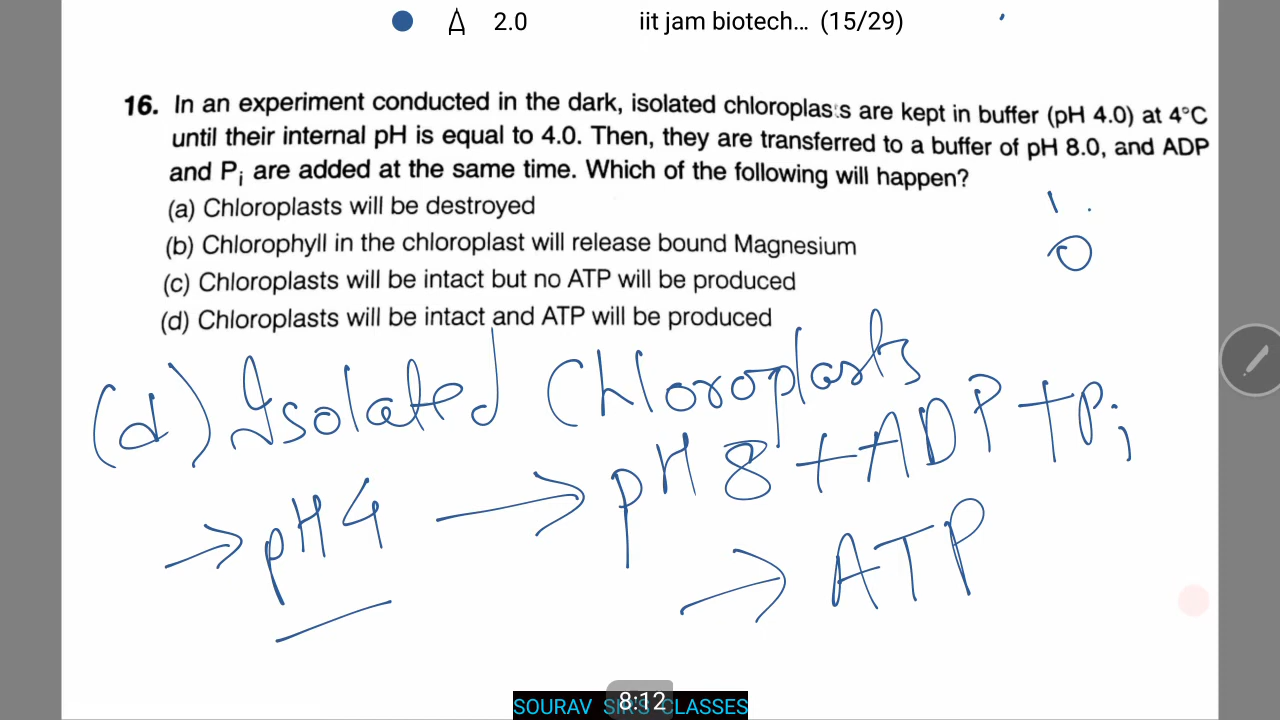 2.0 iit jam biotech... (15/29)
16. In an experiment conducted in the dark, isolated chloroplass are kept in buffer (pH 4.0) at 4°C
until their internal pH is equal to 4.0. Then, they are transferred to a buffer of pH 8.0, and ADP
and Pi are added at the same time. Which of the following will happen?
(a) Chloroplasts will be destroyed
(b) Chlorophyll in the chloroplast will release bound Magnesium
(c) Chloroplasts will be intact but no ATP will be produced
(d) Chloroplasts will be intact and ATP will be produced
(d) Isolated Chloroplasts
→ pH 4 → pH 8 + ADP + Pi
→ ATP
8:12
SOURAV SIR'S CLASSES